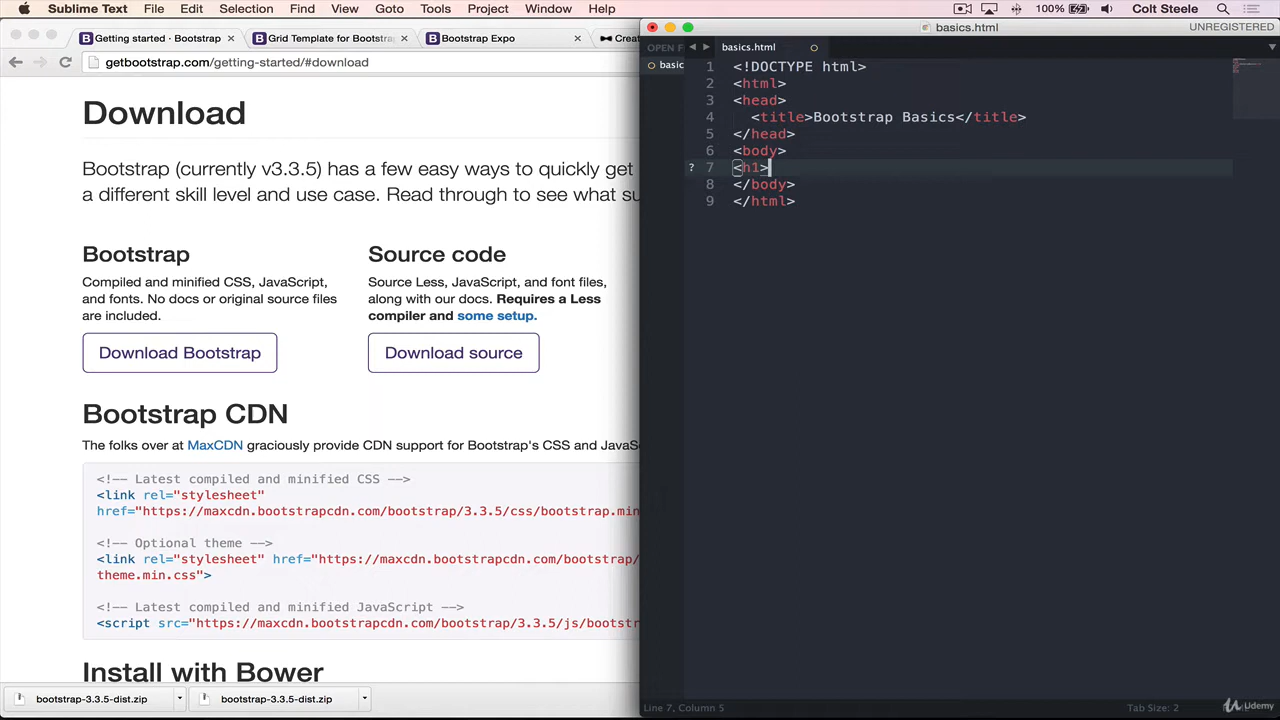 Sublime Text File Edit Selection Find View Goto Tools Project Window Help 100% Colt Steele
Getting started · Bootstrap
Grid Template for Bootstra
Bootstrap Expo
Creat
getbootstrap.com/getting-started/#download
Download
Bootstrap (currently v3.3.5) has a few easy ways to quickly get
a different skill level and use case. Read through to see what su
Bootstrap
Compiled and minified CSS, JavaScript,
and fonts. No docs or original source files
are included.
Download Bootstrap
Source code
Source Less, JavaScript, and font files,
along with our docs. Requires a Less
compiler and some setup.
Download source
Bootstrap CDN
The folks over at MaxCDN graciously provide CDN support for Bootstrap's CSS and JavaS
<!-- Latest compiled and minified CSS -->
<link rel="stylesheet"
href="https://maxcdn.bootstrapcdn.com/bootstrap/3.3.5/css/bootstrap.min
<!-- Optional theme -->
<link rel="stylesheet" href="https://maxcdn.bootstrapcdn.com/bootstrap/
theme.min.css">
<!-- Latest compiled and minified JavaScript -->
<script src="https://maxcdn.bootstrapcdn.com/bootstrap/3.3.5/js/bootst
Install with Bower
bootstrap-3.3.5-dist.zip
bootstrap-3.3.5-dist.zip
basics.html
UNREGISTERED
OPEN F
basic
basics.html
1 <!DOCTYPE html>
2 <html>
3 <head>
4 <title>Bootstrap Basics</title>
5 </head>
6 <body>
? 7 <h1>
8 </body>
9 </html>
Line 7, Column 5
Tab Size: 2
Udemy